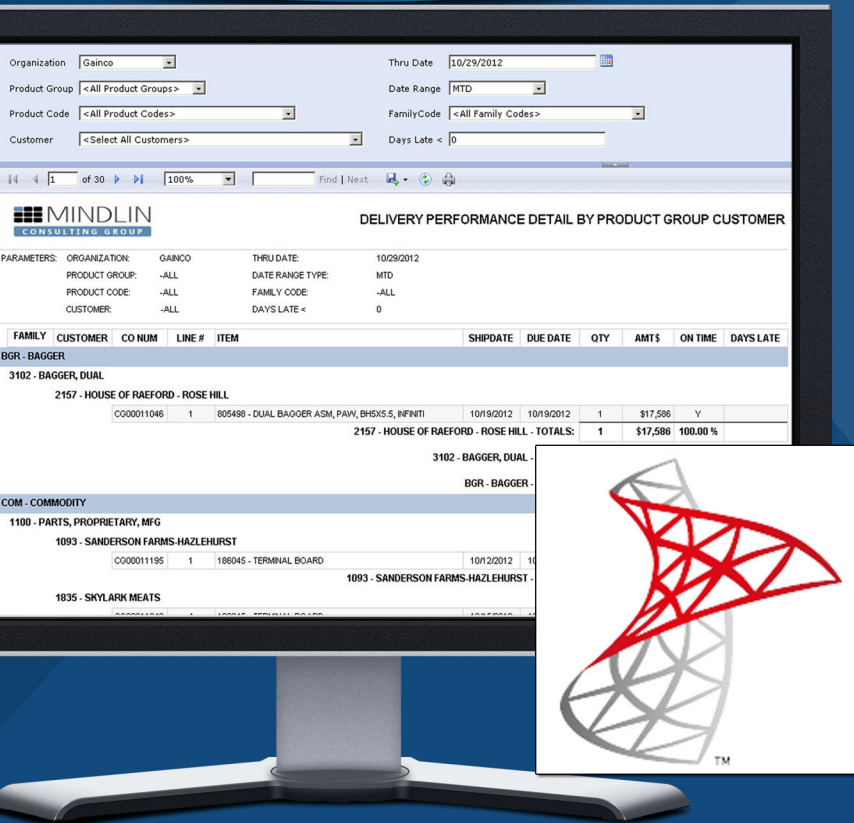 Organization Gainco Thru Date 10/29/2012
Product Group <All Product Groups> Date Range MTD
Product Code <All Product Codes> FamilyCode <All Family Codes>
Customer <Select All Customers> Days Late < 0
1 of 30 100% Find | Next
MINDLIN
CONSULTING GROUP
DELIVERY PERFORMANCE DETAIL BY PRODUCT GROUP CUSTOMER
PARAMETERS: ORGANIZATION: GAINCO THRU DATE: 10/29/2012
PRODUCT GROUP: -ALL DATE RANGE TYPE: MTD
PRODUCT CODE: -ALL FAMILY CODE: -ALL
CUSTOMER: -ALL DAYS LATE < 0
FAMILY CUSTOMER CO NUM LINE # ITEM SHIPDATE DUE DATE QTY AMT$ ON TIME DAYS LATE
BGR - BAGGER
3102 - BAGGER, DUAL
2157 - HOUSE OF RAEFORD - ROSE HILL
CG00011046 1 805498 - DUAL BAGGER ASM, PAW, BHSX5.5, INFINITI 10/19/2012 10/19/2012 1 $17,586 Y
2157 - HOUSE OF RAEFORD - ROSE HILL - TOTALS: 1 $17,586 100.00 %
3102 - BAGGER, DUAL -
BGR - BAGGER -
COM - COMMODITY
1100 - PARTS, PROPRIETARY, MFG
1093 - SANDERSON FARMS-HAZLEHURST
CG00011195 1 186045 - TERMINAL BOARD 10/12/2012 10
1093 - SANDERSON FARMS-HAZLEHURST -
1835 - SKYLARK MEATS
TM